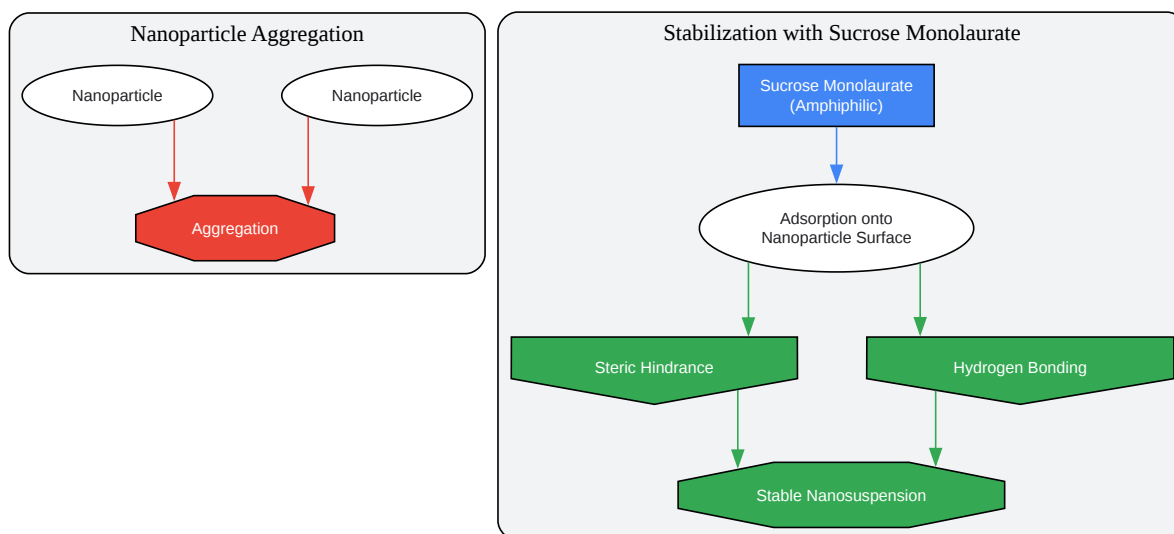 Nanoparticle Aggregation
Nanoparticle
Nanoparticle
Aggregation
Stabilization with Sucrose Monolaurate
Sucrose Monolaurate
(Amphiphilic)
Adsorption onto
Nanoparticle Surface
Steric Hindrance
Hydrogen Bonding
Stable Nanosuspension